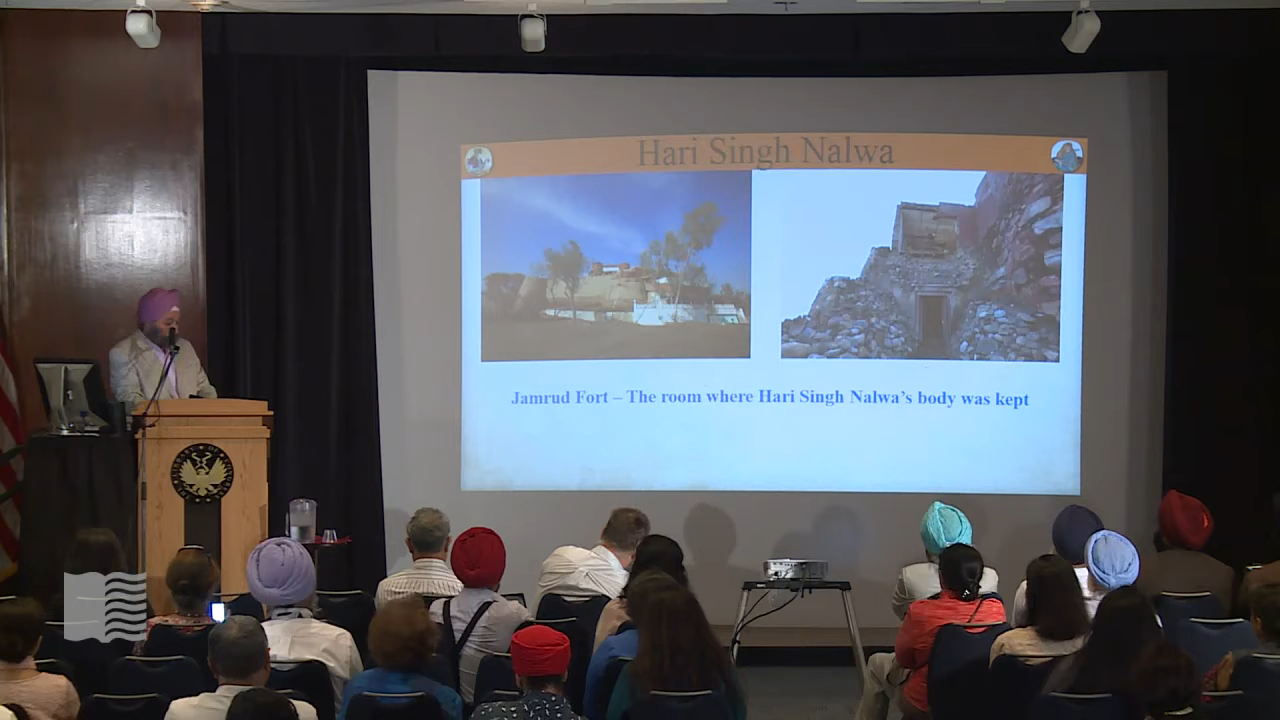 Hari Singh Nalwa
Jamrud Fort – The room where Hari Singh Nalwa's body was kept